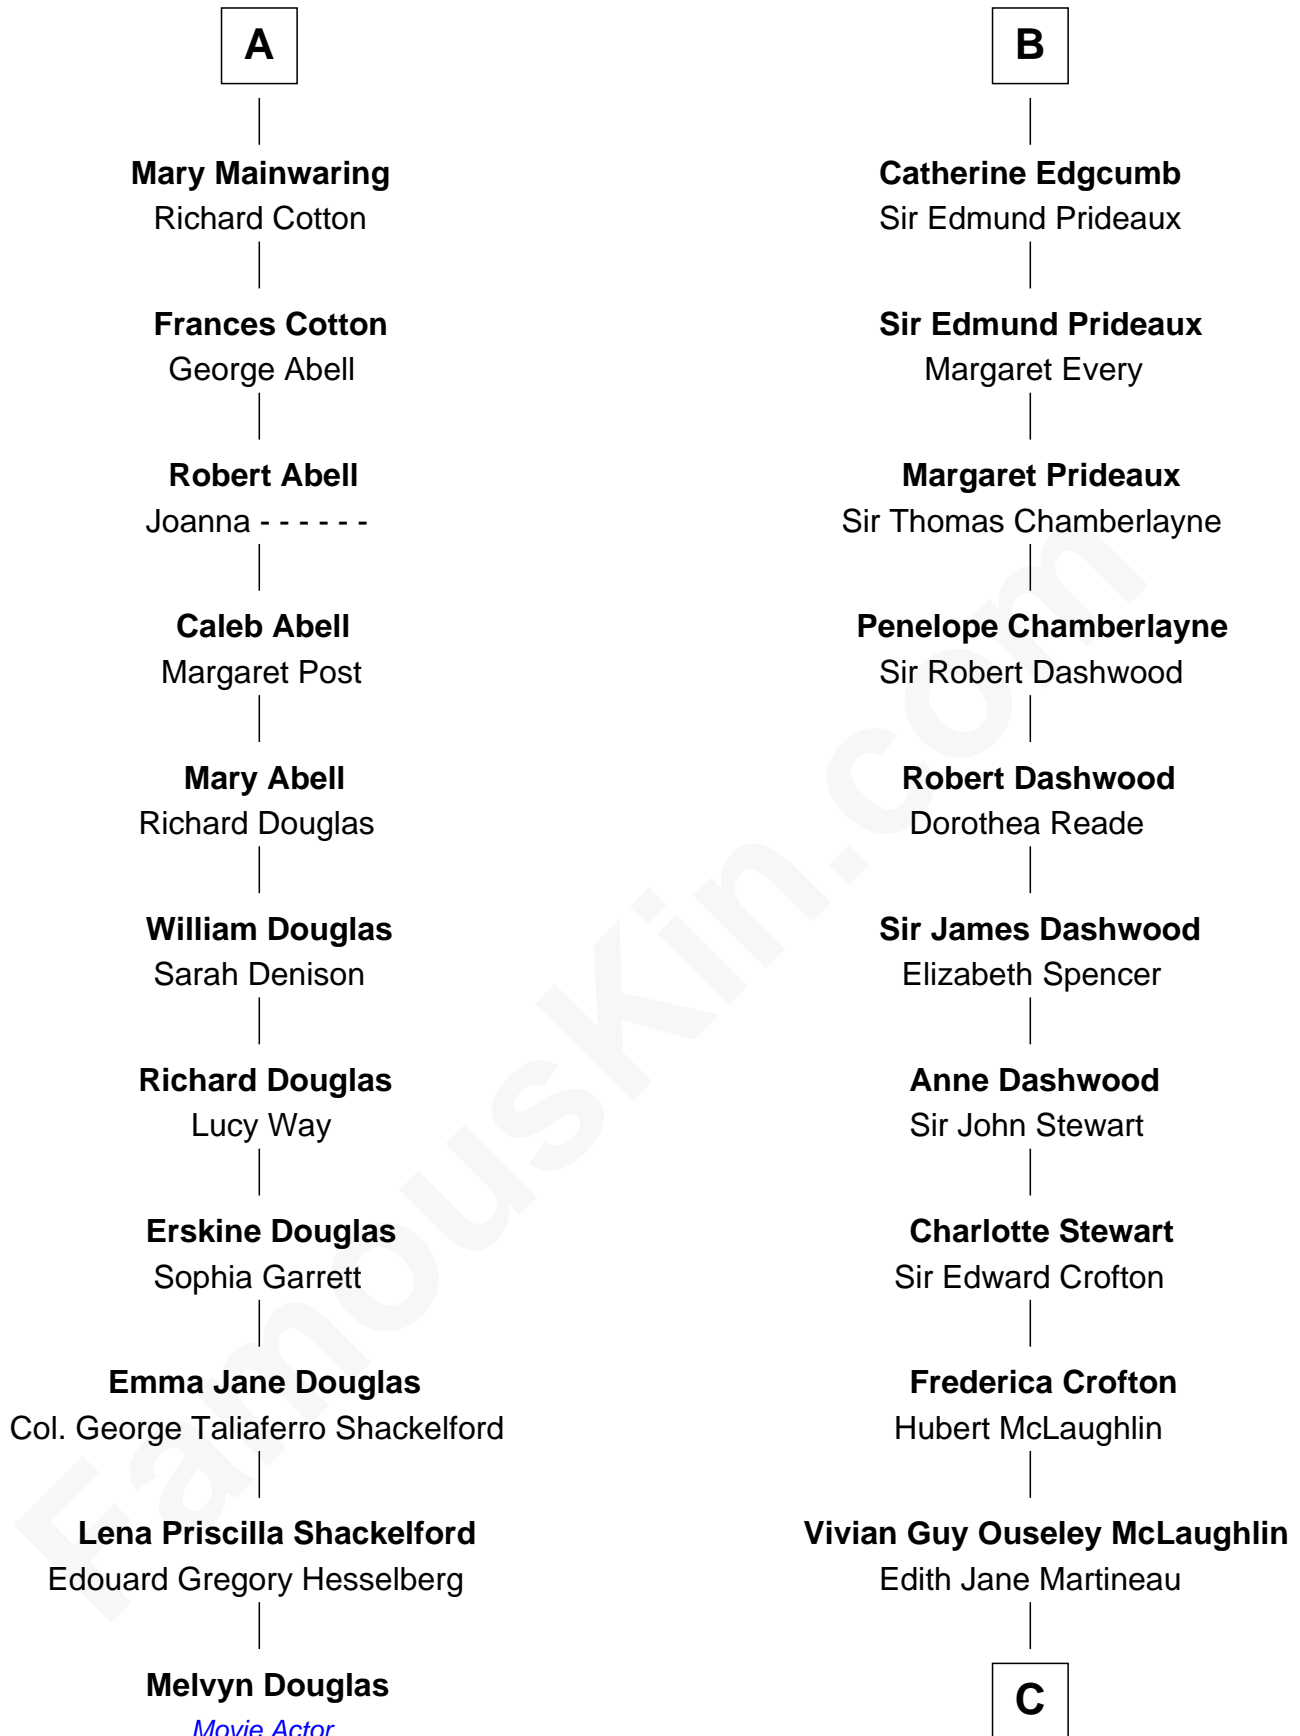 A
Mary Mainwaring
Richard Cotton
Frances Cotton
George Abell
Robert Abell
Joanna - - - - - -
Caleb Abell
Margaret Post
Mary Abell
Richard Douglas
William Douglas
Sarah Denison
Richard Douglas
Lucy Way
Erskine Douglas
Sophia Garrett
Emma Jane Douglas
Col. George Taliaferro Shackelford
Lena Priscilla Shackelford
Edouard Gregory Hesselberg
Melvyn Douglas
Movie Actor
B
Catherine Edgcumb
Sir Edmund Prideaux
Sir Edmund Prideaux
Margaret Every
Margaret Prideaux
Sir Thomas Chamberlayne
Penelope Chamberlayne
Sir Robert Dashwood
Robert Dashwood
Dorothea Reade
Sir James Dashwood
Elizabeth Spencer
Anne Dashwood
Sir John Stewart
Charlotte Stewart
Sir Edward Crofton
Frederica Crofton
Hubert McLaughlin
Vivian Guy Ouseley McLaughlin
Edith Jane Martineau
C
FamousKin.com